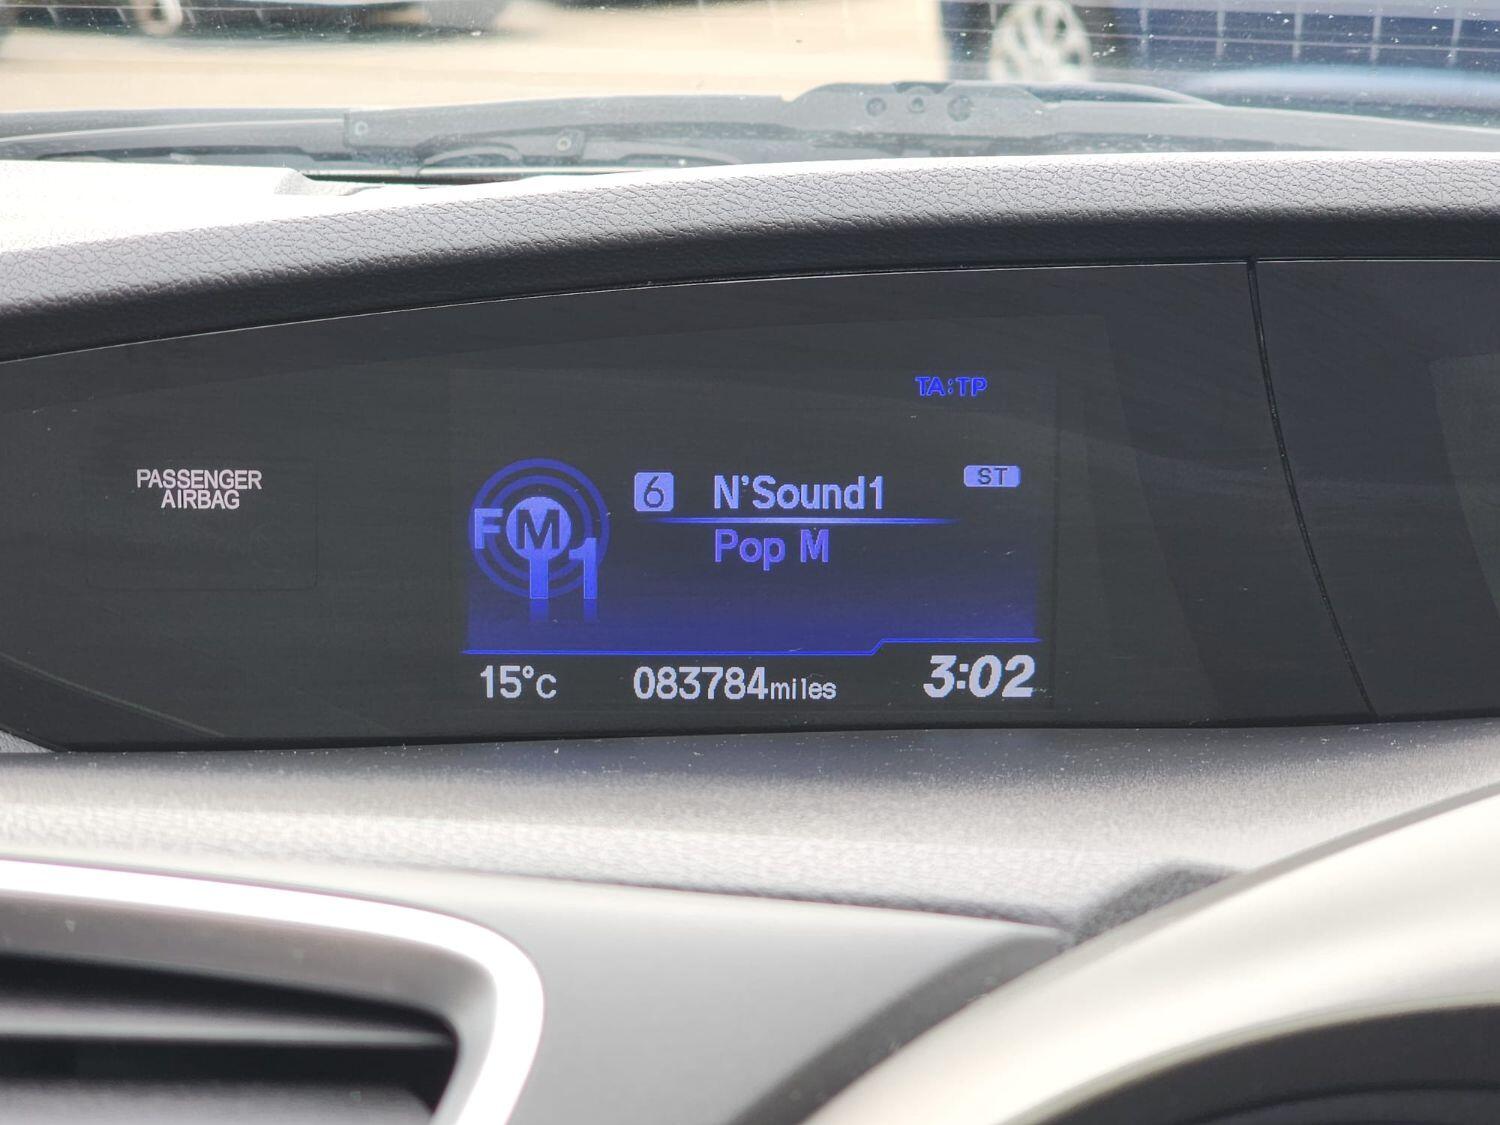 TA:TP
PASSENGER
AIRBAG
FM1
6 N'Sound1 ST
Pop M
15°C 083784miles 3:02